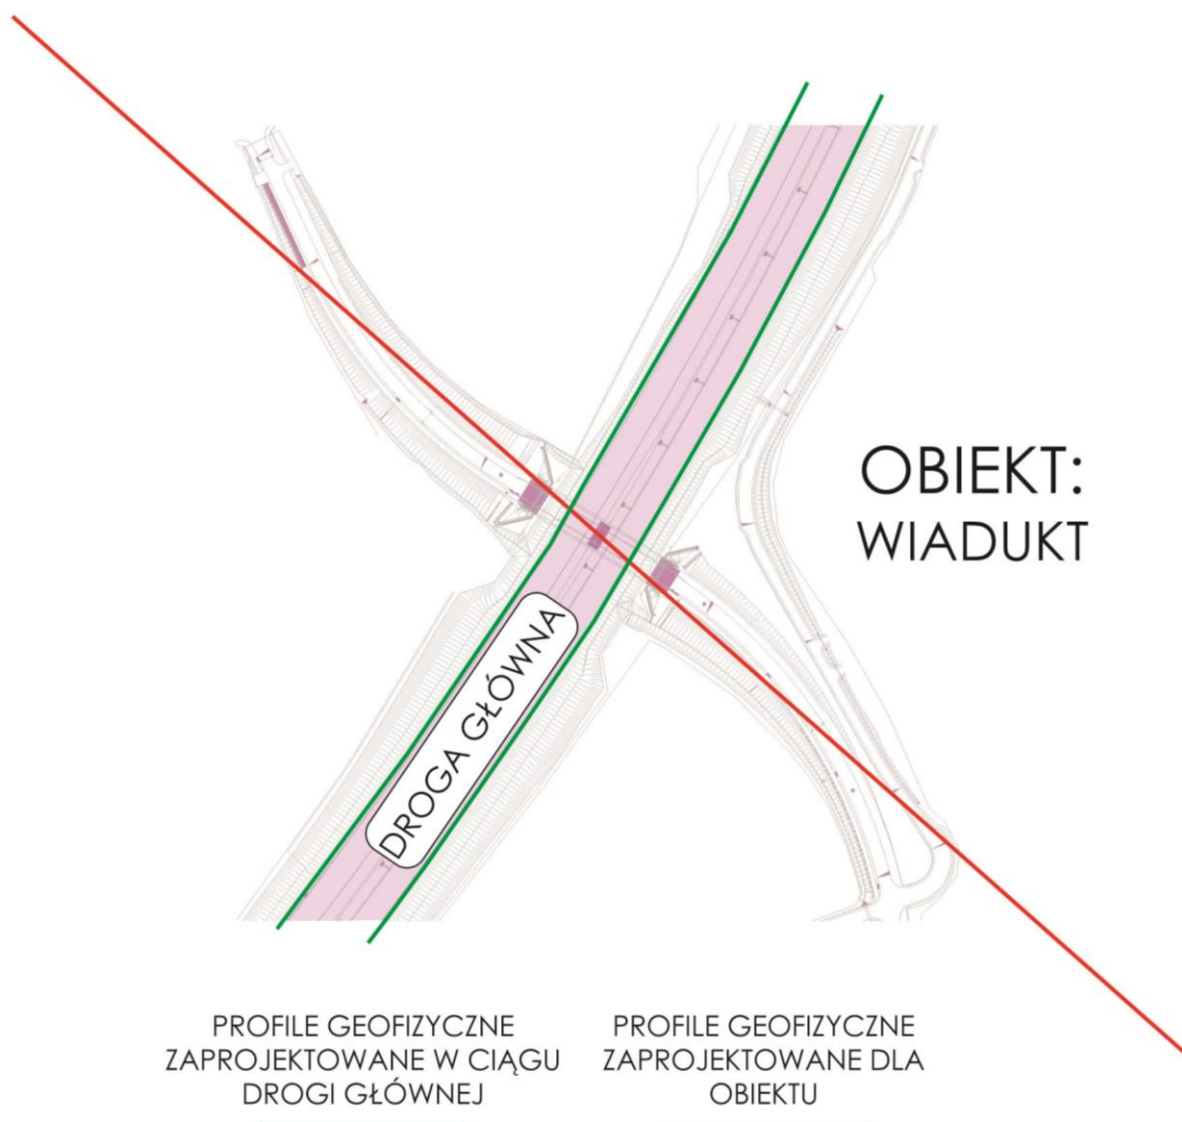 OBIEKT:
WIADUKT
DROGA GŁÓWNA
PROFILE GEOFIZYCZNE
ZAPROJEKTOWANE W CIĄGU
DROGI GŁÓWNEJ
PROFILE GEOFIZYCZNE
ZAPROJEKTOWANE DLA
OBIEKTU